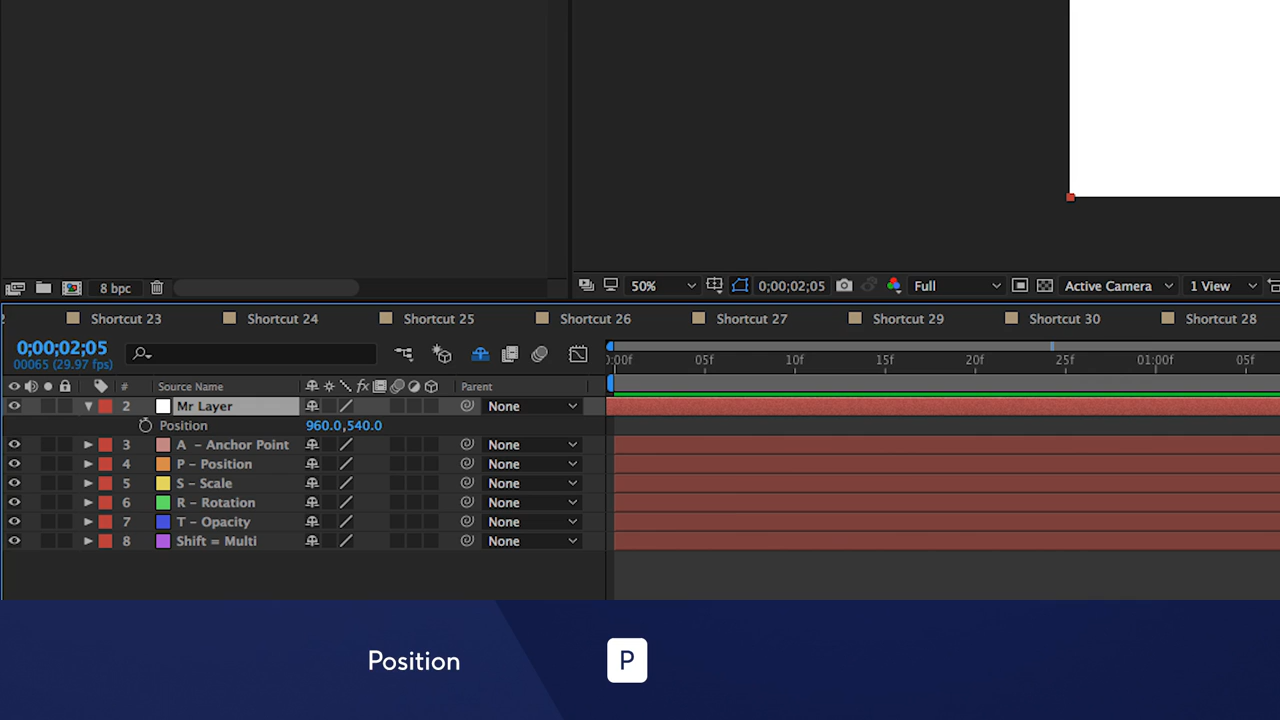 8 bpc
50%
0;00;02;05
Full
Active Camera
1 View
2
Shortcut 23
Shortcut 24
Shortcut 25
Shortcut 26
Shortcut 27
Shortcut 29
Shortcut 30
Shortcut 28
0;00;02;05
00065 (29.97 fps)
:00f 05f 10f 15f 20f 25f 01:00f 05f
# Source Name fx Parent
2 Mr Layer None
Position 960.0,540.0
3 A – Anchor Point None
4 P – Position None
5 S – Scale None
6 R – Rotation None
7 T – Opacity None
8 Shift = Multi None
Position P